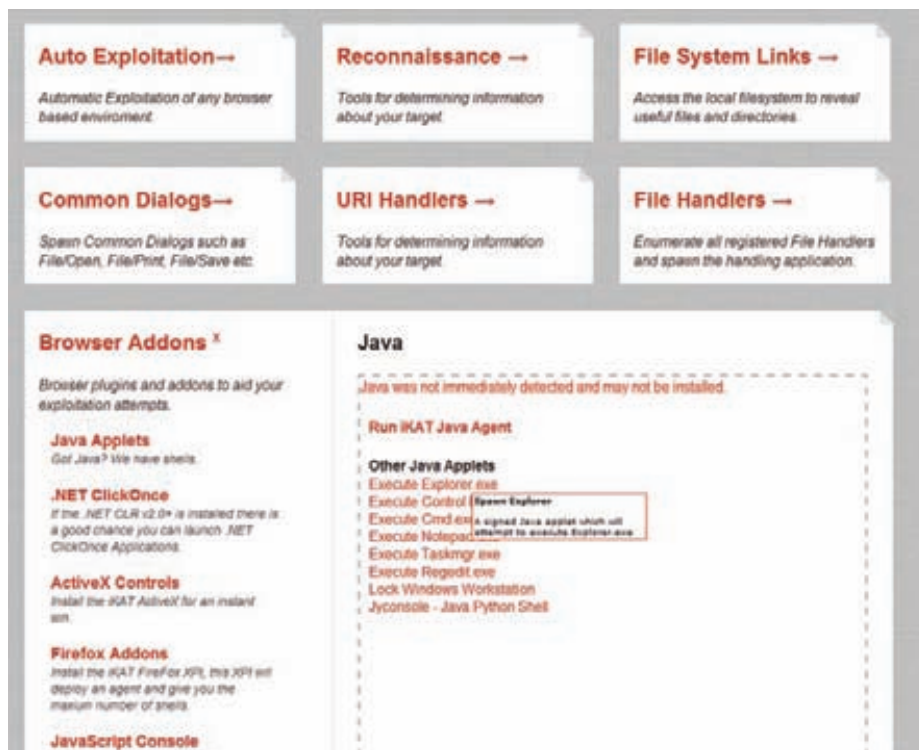 Auto Exploitation→
Automatic Exploitation of any browser
based enviroment.
Reconnaissance →
Tools for determining information
about your target.
File System Links →
Access the local filesystem to reveal
useful files and directories.
Common Dialogs→
Spawn Common Dialogs such as
File/Open, File/Print, File/Save etc.
URI Handlers →
Tools for determining information
about your target.
File Handlers →
Enumerate all registered File Handlers
and spawn the handling application.
Browser Addons X
Browser plugins and addons to aid your
exploitation attempts.
Java Applets
Got Java? We have shells.
.NET ClickOnce
If the .NET CLR v2.0+ is installed there is
a good chance you can launch .NET
ClickOnce Applications.
ActiveX Controls
Install the iKAT ActiveX for an instant
win.
Firefox Addons
Install the iKAT FireFox XPI, this XPI will
deploy an agent and give you the
maxium number of shells.
JavaScript Console
Java
Java was not immediately detected and may not be installed.
Run iKAT Java Agent
Other Java Applets
Execute Explorer.exe
Execute Control
Execute Cmd.ex
Execute Notepad.exe
Execute Taskmgr.exe
Execute Regedit.exe
Lock Windows Workstation
Jyconsole - Java Python Shell
Spawn Explorer
A signed Java applet which will
attempt to execute Explorer.exe